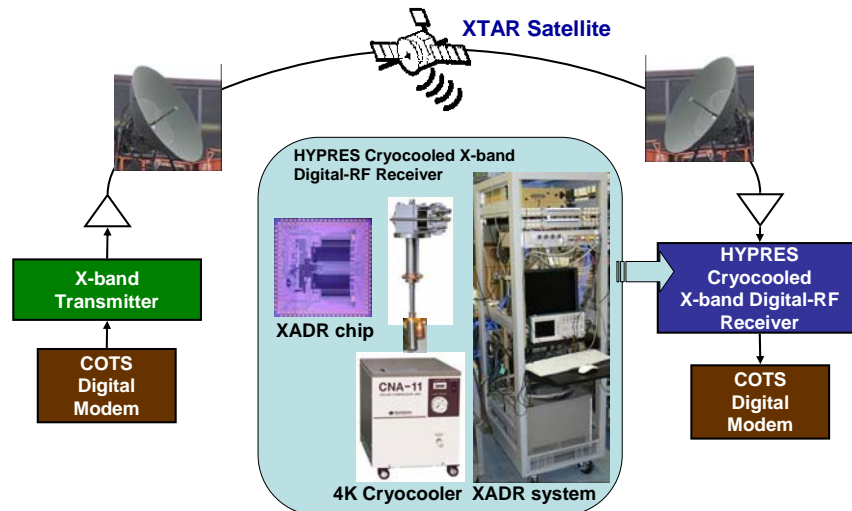 XTAR Satellite
HYPRES Cryocooled X-band
Digital-RF Receiver
XADR chip
CNA-11
4K Cryocooler
XADR system
X-band
Transmitter
COTS
Digital
Modem
HYPRES
Cryocooled
X-band Digital-RF
Receiver
COTS
Digital
Modem